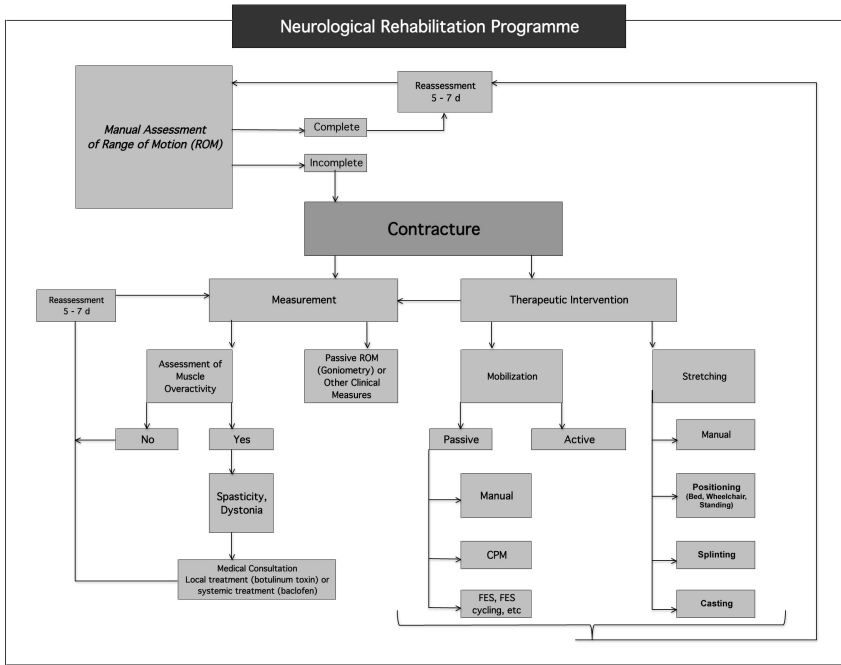 Neurological Rehabilitation Programme
Reassessment
5 - 7 d
Manual Assessment
of Range of Motion (ROM)
Complete
Incomplete
Contracture
Reassessment
5 - 7 d
Measurement
Therapeutic Intervention
Assessment of
Muscle
Overactivity
Passive ROM
(Goniometry) or
Other Clinical
Measures
Mobilization
Stretching
No
Yes
Passive
Active
Manual
Spasticity,
Dystonia
Manual
Positioning
(Bed, Wheelchair,
Standing)
Medical Consultation
Local treatment (botulinum toxin) or
systemic treatment (baclofen)
CPM
Splinting
FES, FES
cycling, etc
Casting